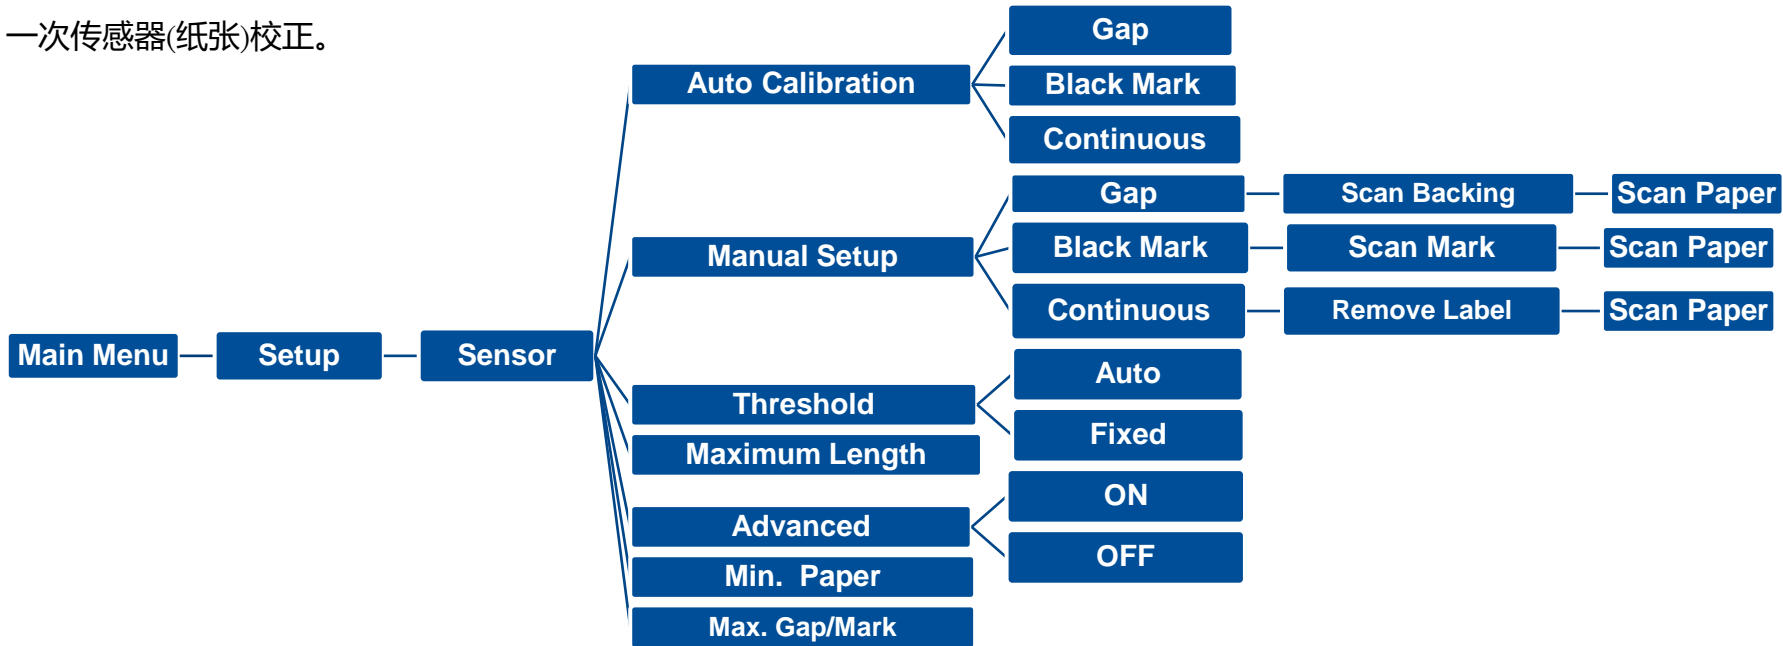 一次传感器(纸张)校正。
Main Menu
Setup
Sensor
Auto Calibration
Gap
Black Mark
Continuous
Manual Setup
Gap
Scan Backing
Scan Paper
Black Mark
Scan Mark
Scan Paper
Continuous
Remove Label
Scan Paper
Threshold
Auto
Fixed
Maximum Length
Advanced
ON
OFF
Min. Paper
Max. Gap/Mark